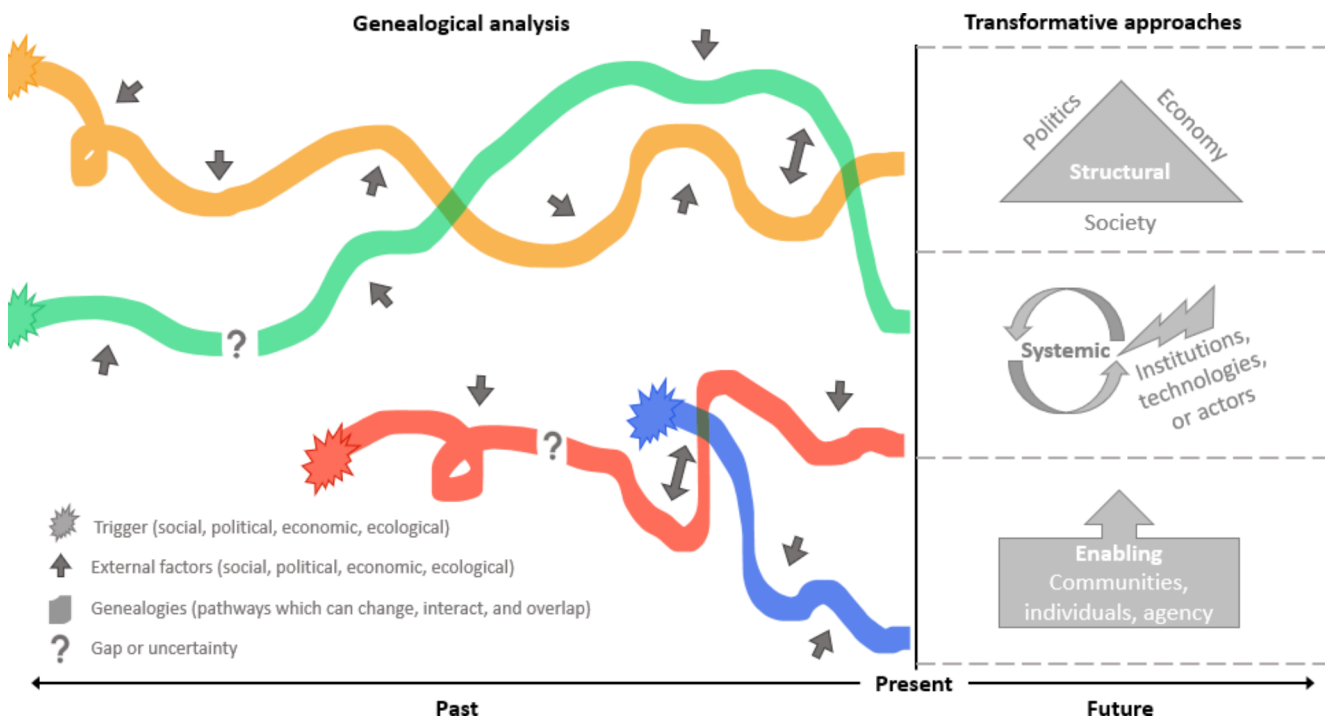 Genealogical analysis
Transformative approaches
Politics
Economy
Structural
Society
?
Systemic
Institutions,
technologies,
or actors
?
Trigger (social, political, economic, ecological)
External factors (social, political, economic, ecological)
Genealogies (pathways which can change, interact, and overlap)
? Gap or uncertainty
Enabling
Communities,
individuals, agency
Present
Past
Future